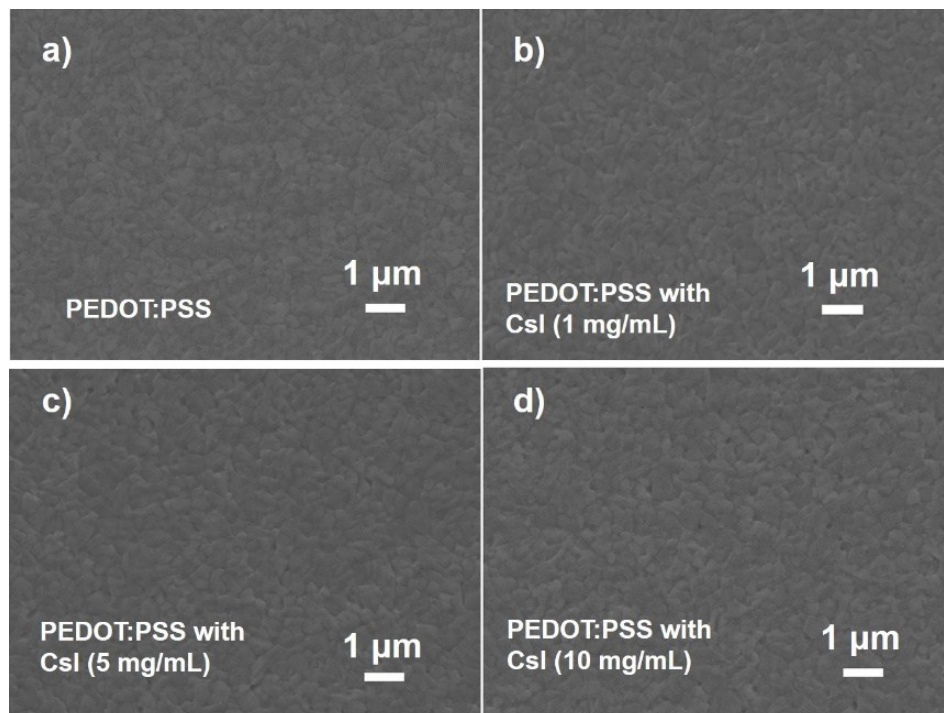 a)
1 µm
PEDOT:PSS
b)
1 µm
PEDOT:PSS with
CsI (1 mg/mL)
c)
1 µm
PEDOT:PSS with
CsI (5 mg/mL)
d)
1 µm
PEDOT:PSS with
CsI (10 mg/mL)